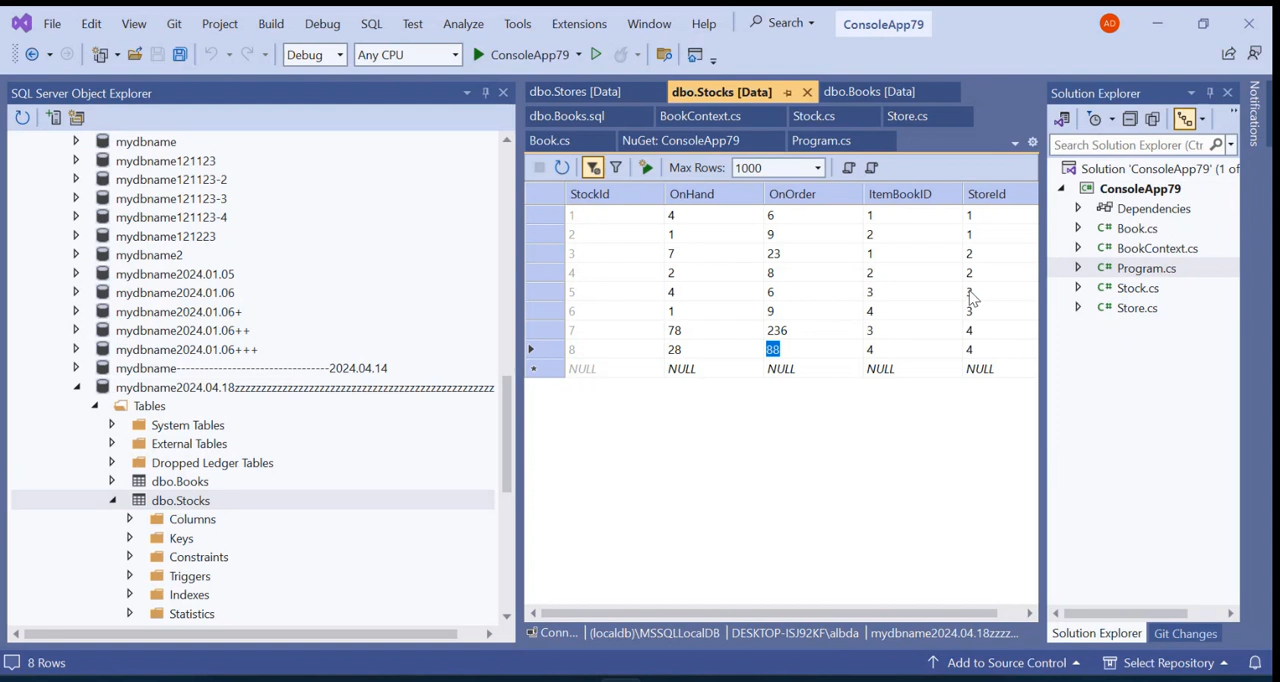 File Edit View Git Project Build Debug SQL Test Analyze Tools Extensions Window Help Search ConsoleApp79 AD
Debug Any CPU ConsoleApp79
SQL Server Object Explorer
mydbname
mydbname121123
mydbname121123-2
mydbname121123-3
mydbname121123-4
mydbname121223
mydbname2
mydbname2024.01.05
mydbname2024.01.06
mydbname2024.01.06+
mydbname2024.01.06++
mydbname2024.01.06+++
Tables
System Tables
External Tables
Dropped Ledger Tables
dbo.Books
dbo.Stocks
Columns
Keys
Constraints
Triggers
Indexes
Statistics
dbo.Stores [Data] dbo.Stocks [Data] dbo.Books [Data]
dbo.Books.sql BookContext.cs Stock.cs Store.cs
Book.cs NuGet: ConsoleApp79 Program.cs
Max Rows: 1000
StockId OnHand OnOrder ItemBookID StoreId
1 4 6 1 1
2 1 9 2 1
3 7 23 1 2
4 2 8 2 2
5 4 6 3
6 1 9 4 3
7 78 236 3 4
8 28 88 4 4
NULL NULL NULL NULL NULL
Conn... (localdb)\MSSQLLocalDB DESKTOP-ISJ92KF\albda mydbname2024.04.18zzzz...
Solution Explorer
Search Solution Explorer (Ctr
Solution 'ConsoleApp79' (1 of
ConsoleApp79
Dependencies
Book.cs
BookContext.cs
Program.cs
Stock.cs
Store.cs
Solution Explorer Git Changes
Notifications
8 Rows Add to Source Control Select Repository